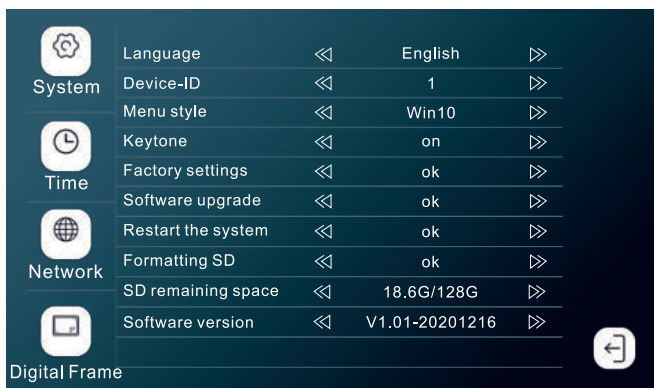 System
Time
Network
Digital Frame
Language English
Device-ID 1
Menu style Win10
Keytone on
Factory settings ok
Software upgrade ok
Restart the system ok
Formatting SD ok
SD remaining space 18.6G/128G
Software version V1.01-20201216